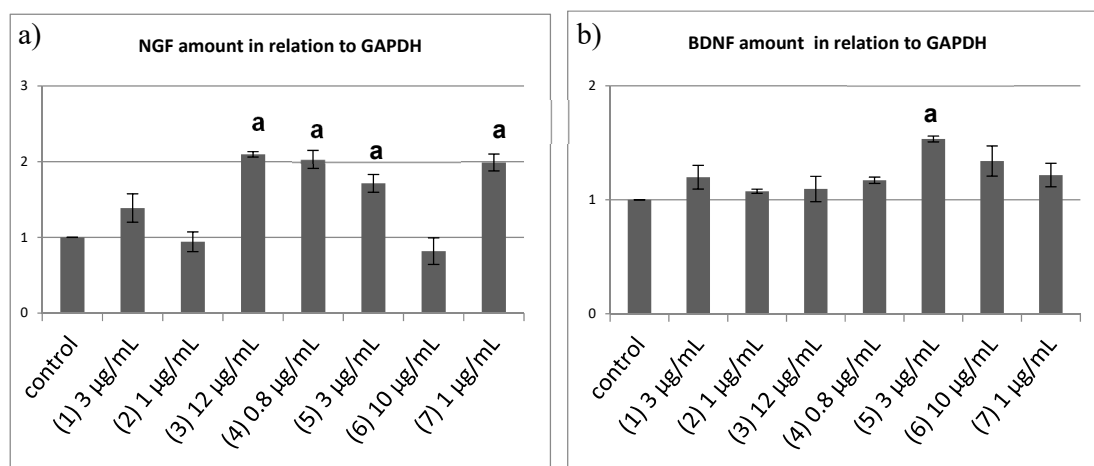 a)
NGF amount in relation to GAPDH
3
2
1
0
a
a
a
a
control
(1) 3 µg/mL
(2) 1 µg/mL
(3) 12 µg/mL
(4) 0.8 µg/mL
(5) 3 µg/mL
(6) 10 µg/mL
(7) 1 µg/mL
b)
BDNF amount in relation to GAPDH
2
1
0
a
control
(1) 3 µg/mL
(2) 1 µg/mL
(3) 12 µg/mL
(4) 0.8 µg/mL
(5) 3 µg/mL
(6) 10 µg/mL
(7) 1 µg/mL